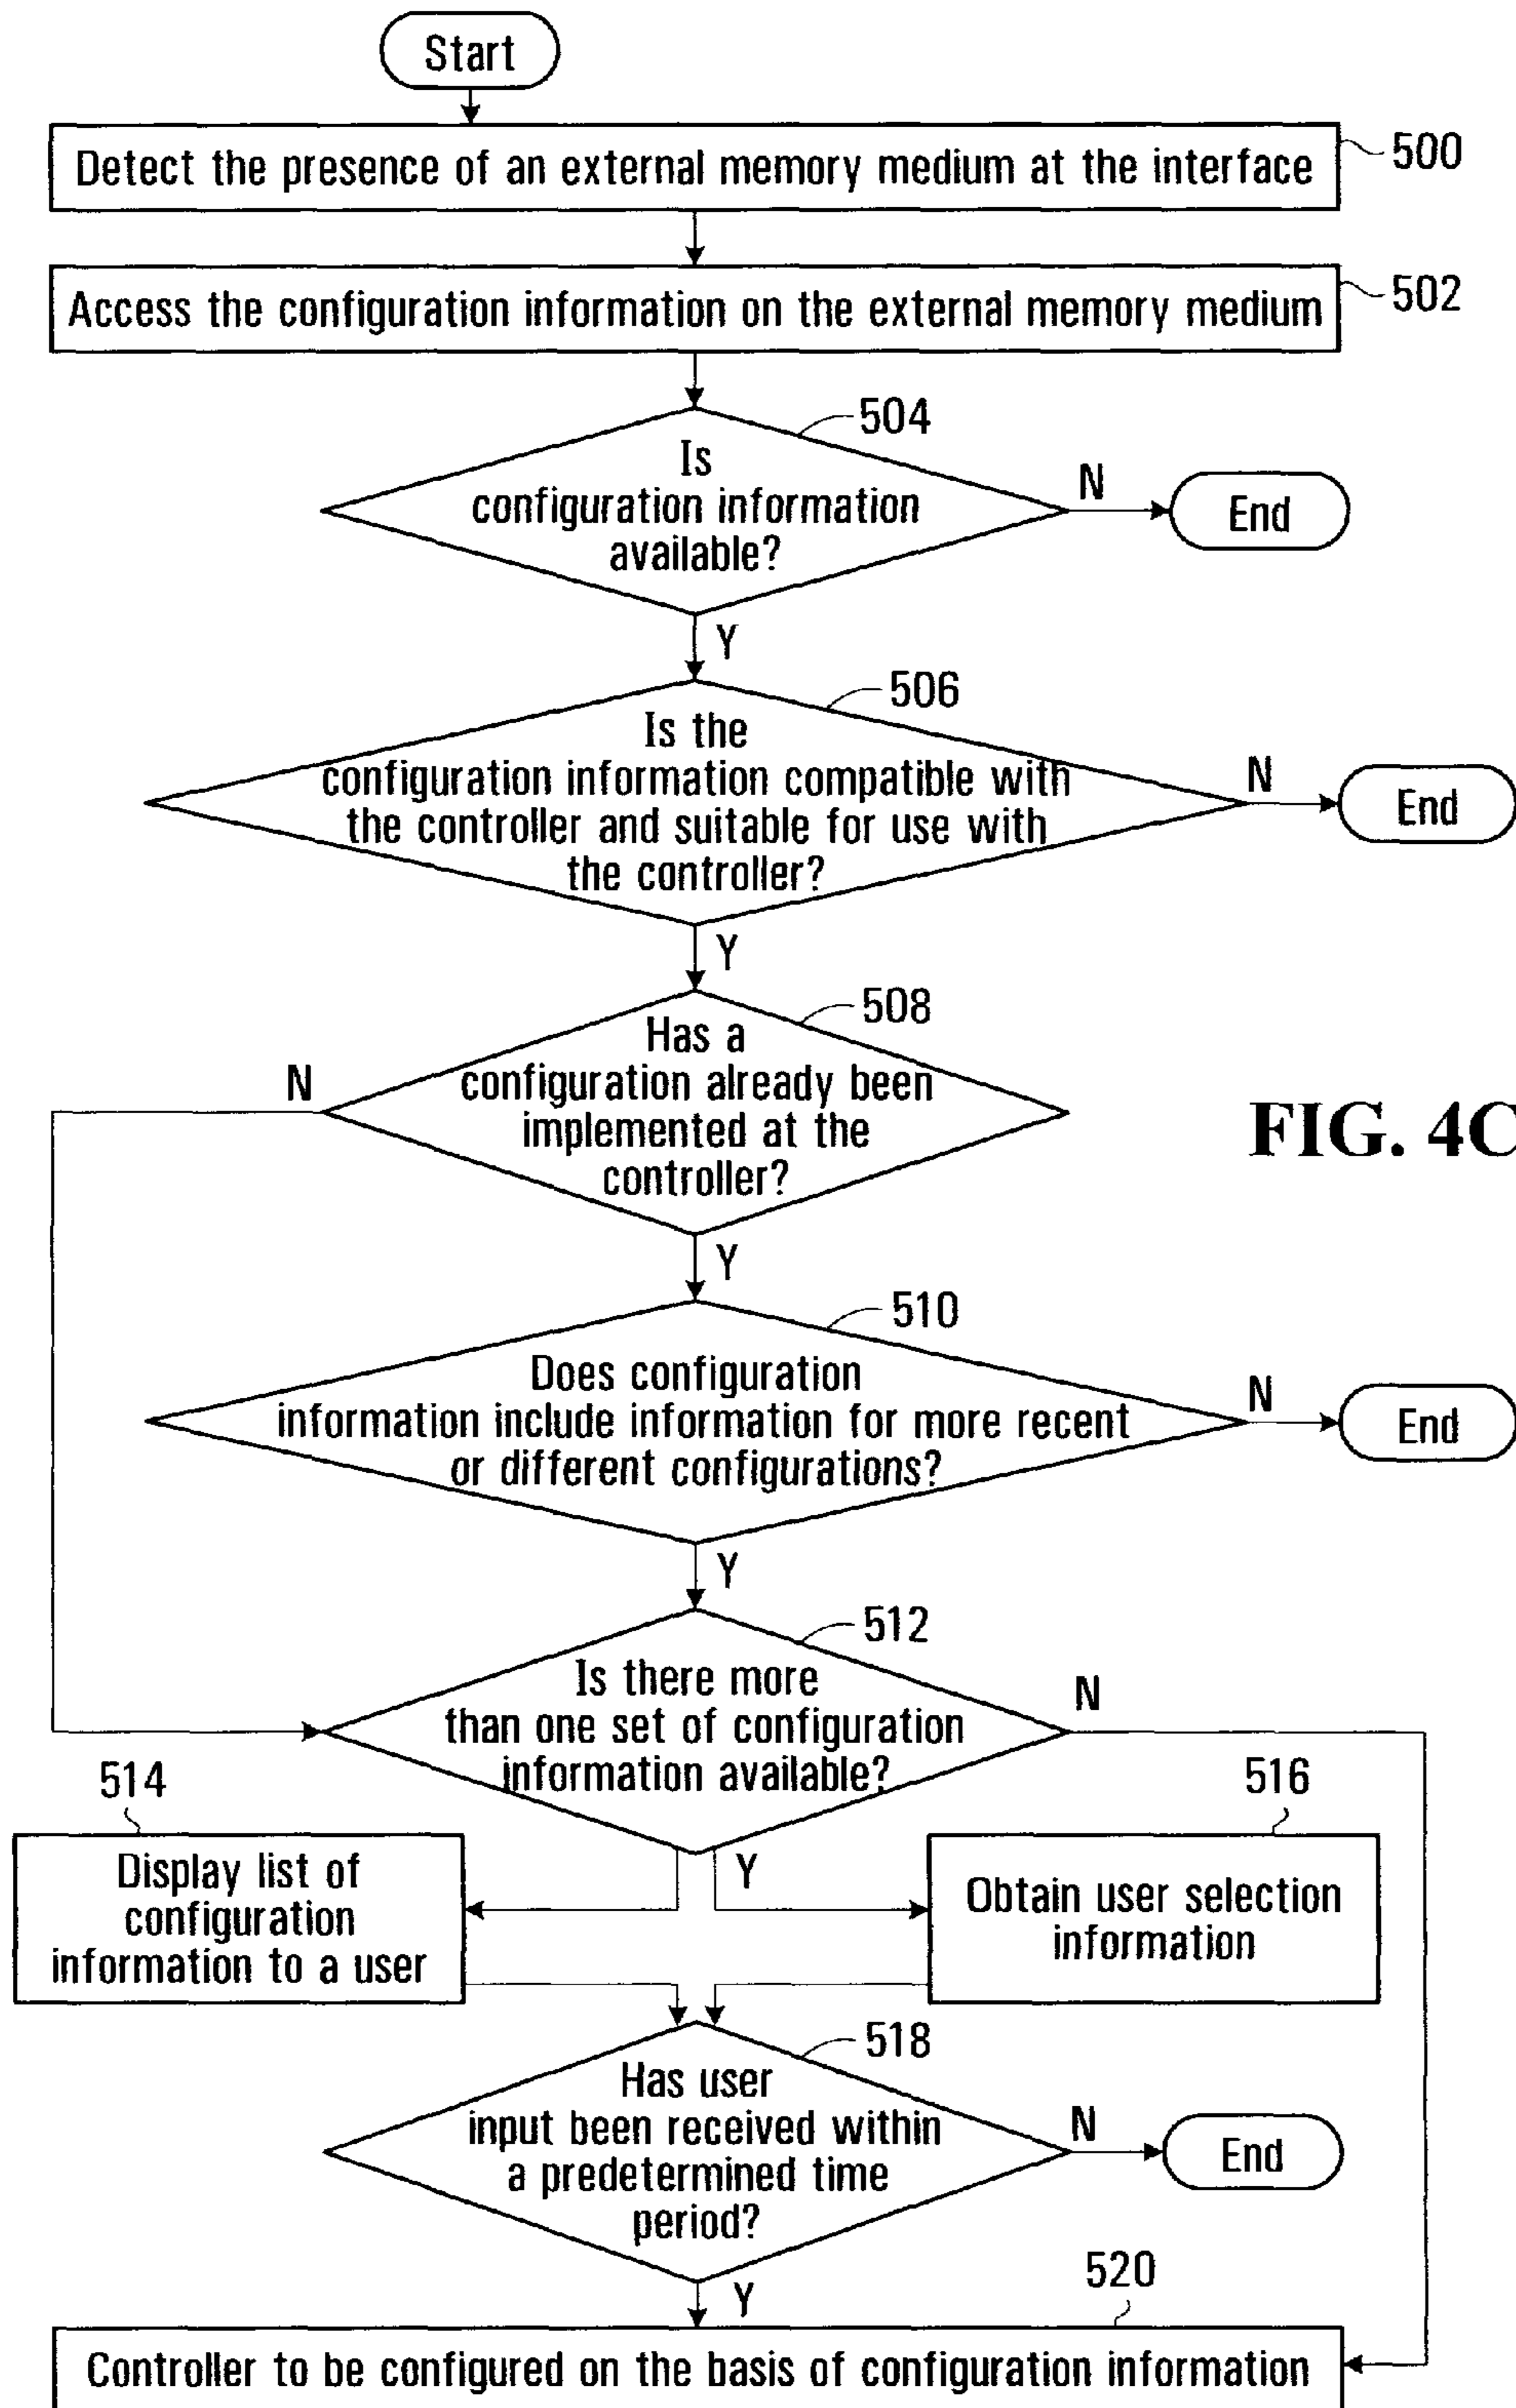 Start
Detect the presence of an external memory medium at the interface
500
Access the configuration information on the external memory medium
502
504
Is
configuration information
available?
N
End
Y
506
Is the
configuration information compatible with
the controller and suitable for use with
the controller?
N
End
Y
508
Has a
configuration already been
implemented at the
controller?
N
FIG. 4C
Y
510
Does configuration
information include information for more recent
or different configurations?
N
End
Y
512
Is there more
than one set of configuration
information available?
N
514
516
Display list of
configuration
information to a user
Y
Obtain user selection
information
518
Has user
input been received within
a predetermined time
period?
N
End
Y
520
Controller to be configured on the basis of configuration information